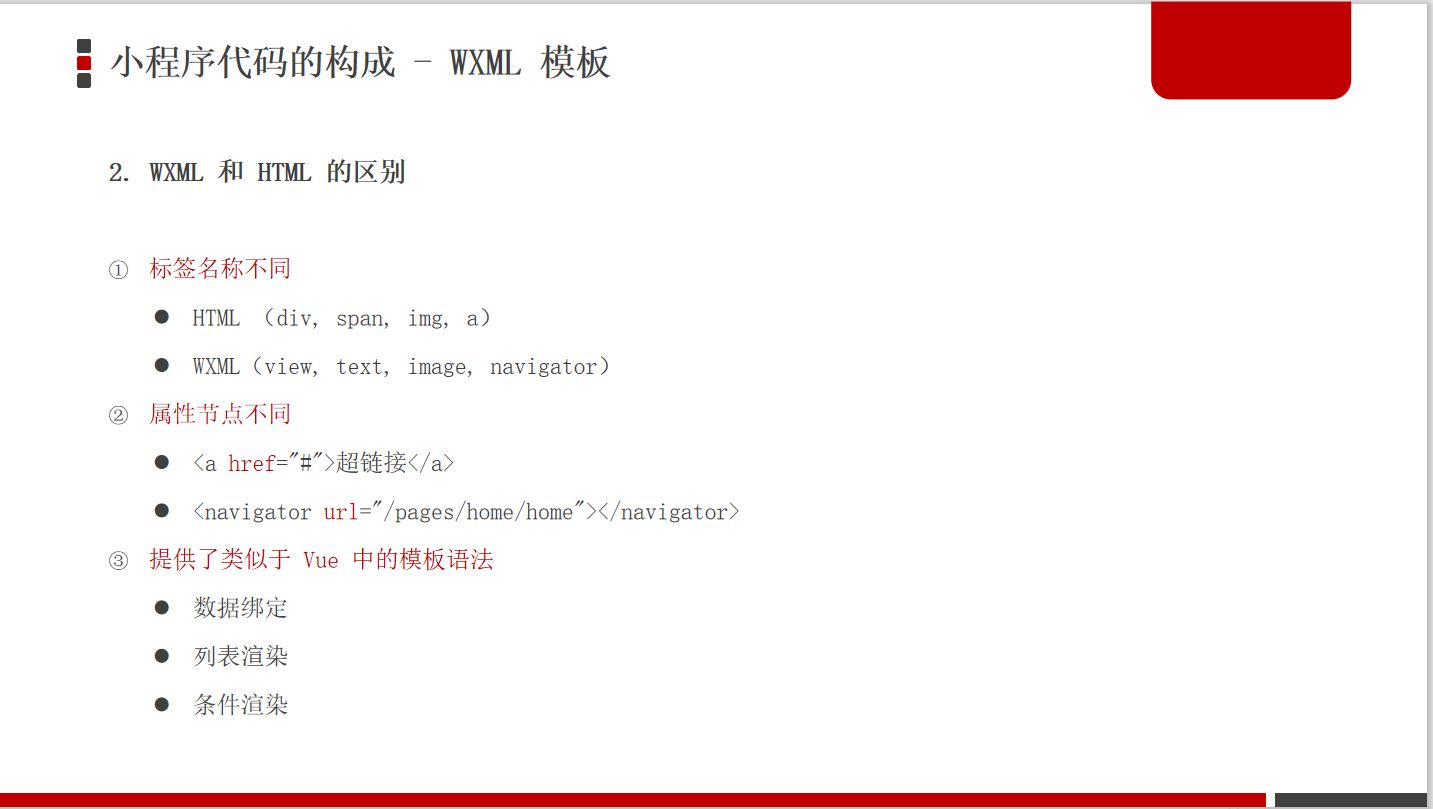 小程序代码的构成 - WXML 模板
2. WXML 和 HTML 的区别
① 标签名称不同
● HTML （div, span, img, a）
● WXML（view, text, image, navigator）
② 属性节点不同
● <a href="#">超链接</a>
● <navigator url="/pages/home/home"></navigator>
③ 提供了类似于 Vue 中的模板语法
● 数据绑定
● 列表渲染
● 条件渲染